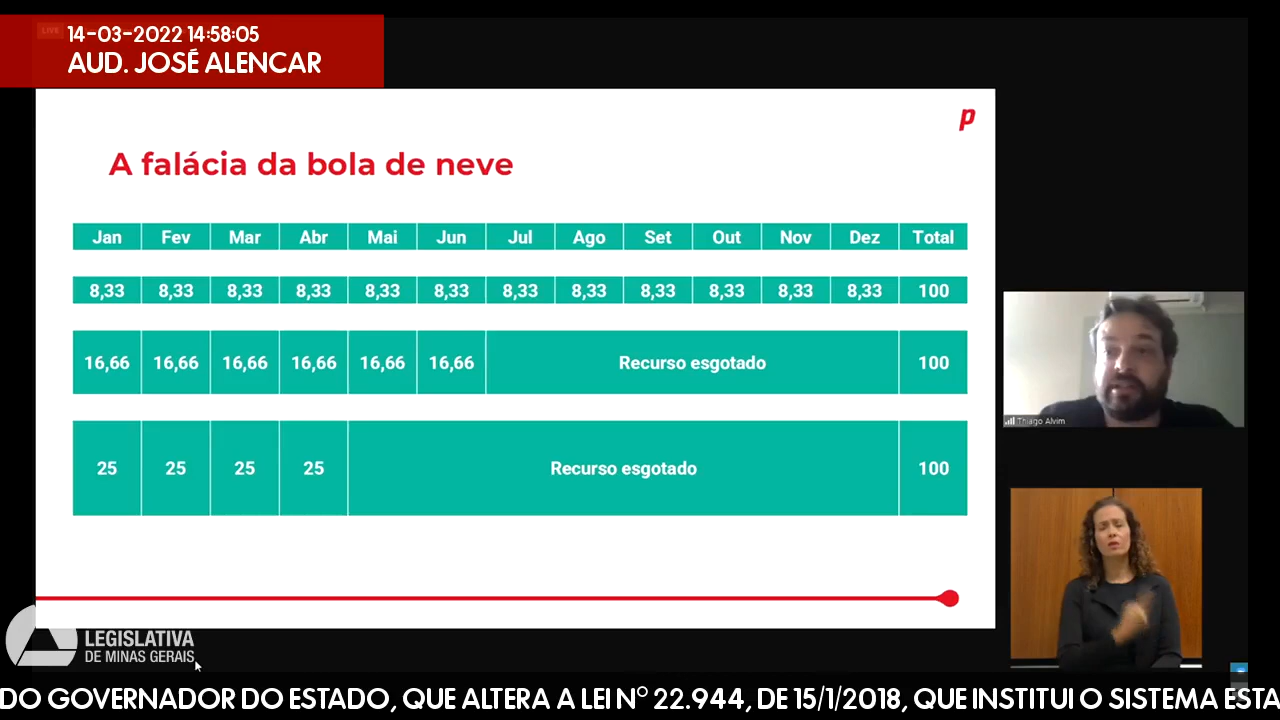 LIVE
14-03-2022 14:58:05
AUD. JOSÉ ALENCAR
p
A falácia da bola de neve
Jan Fev Mar Abr Mai Jun Jul Ago Set Out Nov Dez Total
8,33 8,33 8,33 8,33 8,33 8,33 8,33 8,33 8,33 8,33 8,33 8,33 100
16,66 16,66 16,66 16,66 16,66 16,66 Recurso esgotado 100
25 25 25 25 Recurso esgotado 100
Thiago Alvim
LEGISLATIVA
DE MINAS GERAIS
DO GOVERNADOR DO ESTADO, QUE ALTERA A LEI Nº 22.944, DE 15/1/2018, QUE INSTITUI O SISTEMA ESTA